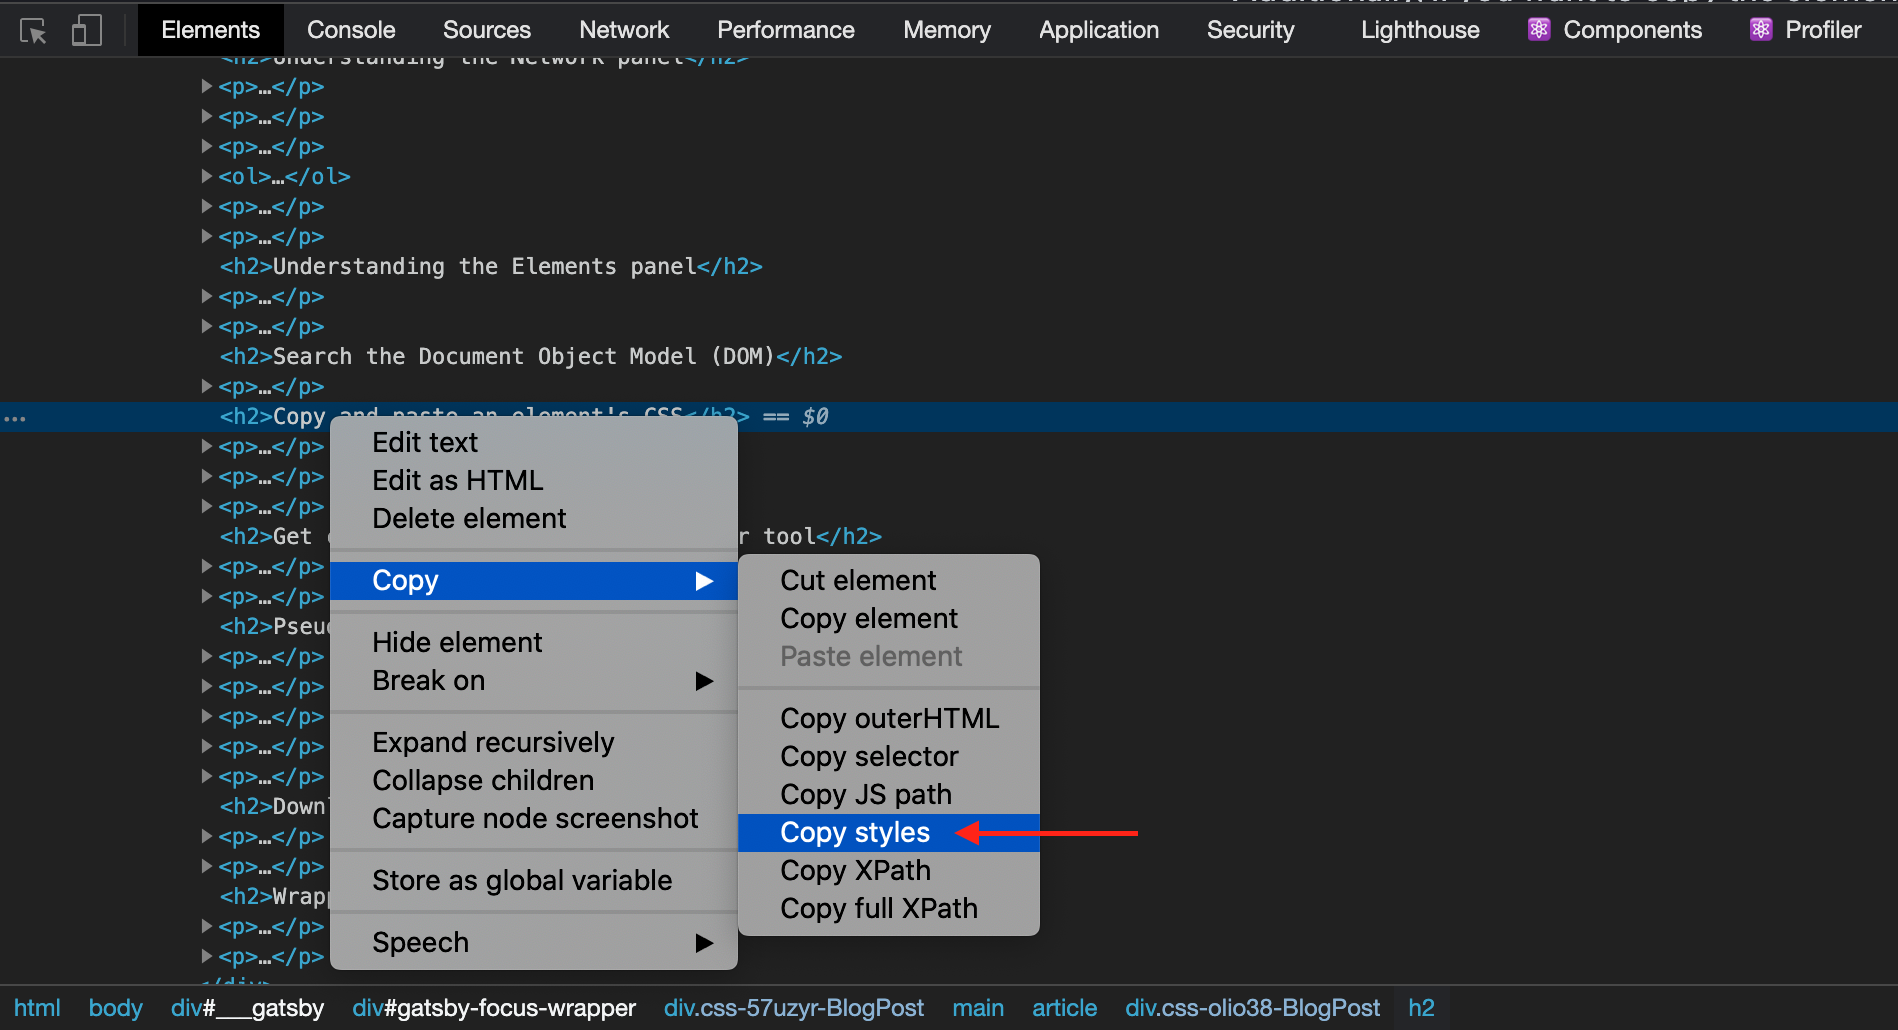 Elements Console Sources Network Performance Memory Application Security Lighthouse Components Profiler
<h2>Understanding the Network panel</h2>
<p>…</p>
<p>…</p>
<p>…</p>
<ol>…</ol>
<p>…</p>
<p>…</p>
<h2>Understanding the Elements panel</h2>
<p>…</p>
<p>…</p>
<h2>Search the Document Object Model (DOM)</h2>
<p>…</p>
… <h2>Copy and paste an element's CSS</h2> == $0
<p>…</p>
<p>…</p>
<p>…</p>
<h2>Get r tool</h2>
<p>…</p>
<p>…</p>
<h2>Pseu
<p>…</p>
<p>…</p>
<p>…</p>
<p>…</p>
<p>…</p>
<h2>Down
<p>…</p>
<p>…</p>
<h2>Wrap
<p>…</p>
<p>…</p>
</div>
Edit text
Edit as HTML
Delete element
Copy
Hide element
Break on
Expand recursively
Collapse children
Capture node screenshot
Store as global variable
Speech
Cut element
Copy element
Paste element
Copy outerHTML
Copy selector
Copy JS path
Copy styles
Copy XPath
Copy full XPath
html body div#___gatsby div#gatsby-focus-wrapper div.css-57uzyr-BlogPost main article div.css-olio38-BlogPost h2